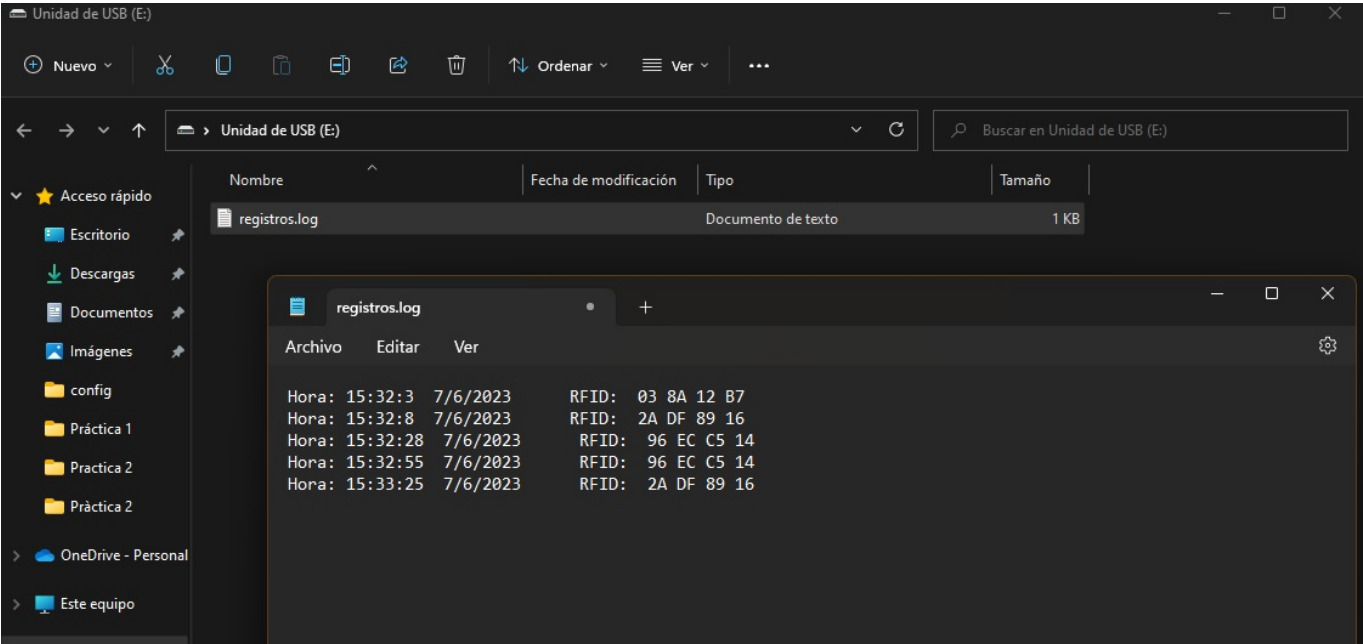 Unidad de USB (E:)
Nuevo
Ordenar
Ver
Unidad de USB (E:)
Buscar en Unidad de USB (E:)
Nombre
Fecha de modificación
Tipo
Tamaño
Acceso rápido
registros.log
Documento de texto
1 KB
Escritorio
Descargas
Documentos
Imágenes
config
Práctica 1
Practica 2
Pràctica 2
OneDrive - Personal
Este equipo
registros.log
Archivo Editar Ver
Hora: 15:32:3  7/6/2023      RFID:  03 8A 12 B7
Hora: 15:32:8  7/6/2023      RFID:  2A DF 89 16
Hora: 15:32:28  7/6/2023      RFID:  96 EC C5 14
Hora: 15:32:55  7/6/2023      RFID:  96 EC C5 14
Hora: 15:33:25  7/6/2023      RFID:  2A DF 89 16